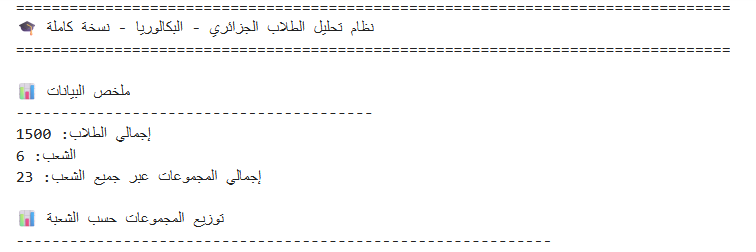 ================================================================================
🎓 نظام تحليل الطلاب الجزائري - البكالوريا - نسخة كاملة
================================================================================
📊 ملخص البيانات
----------------------------------------
إجمالي الطلاب: 1500
الشعب: 6
إجمالي المجموعات عبر جميع الشعب: 23
📊 توزيع المجموعات حسب الشعبة
------------------------------------------------------------